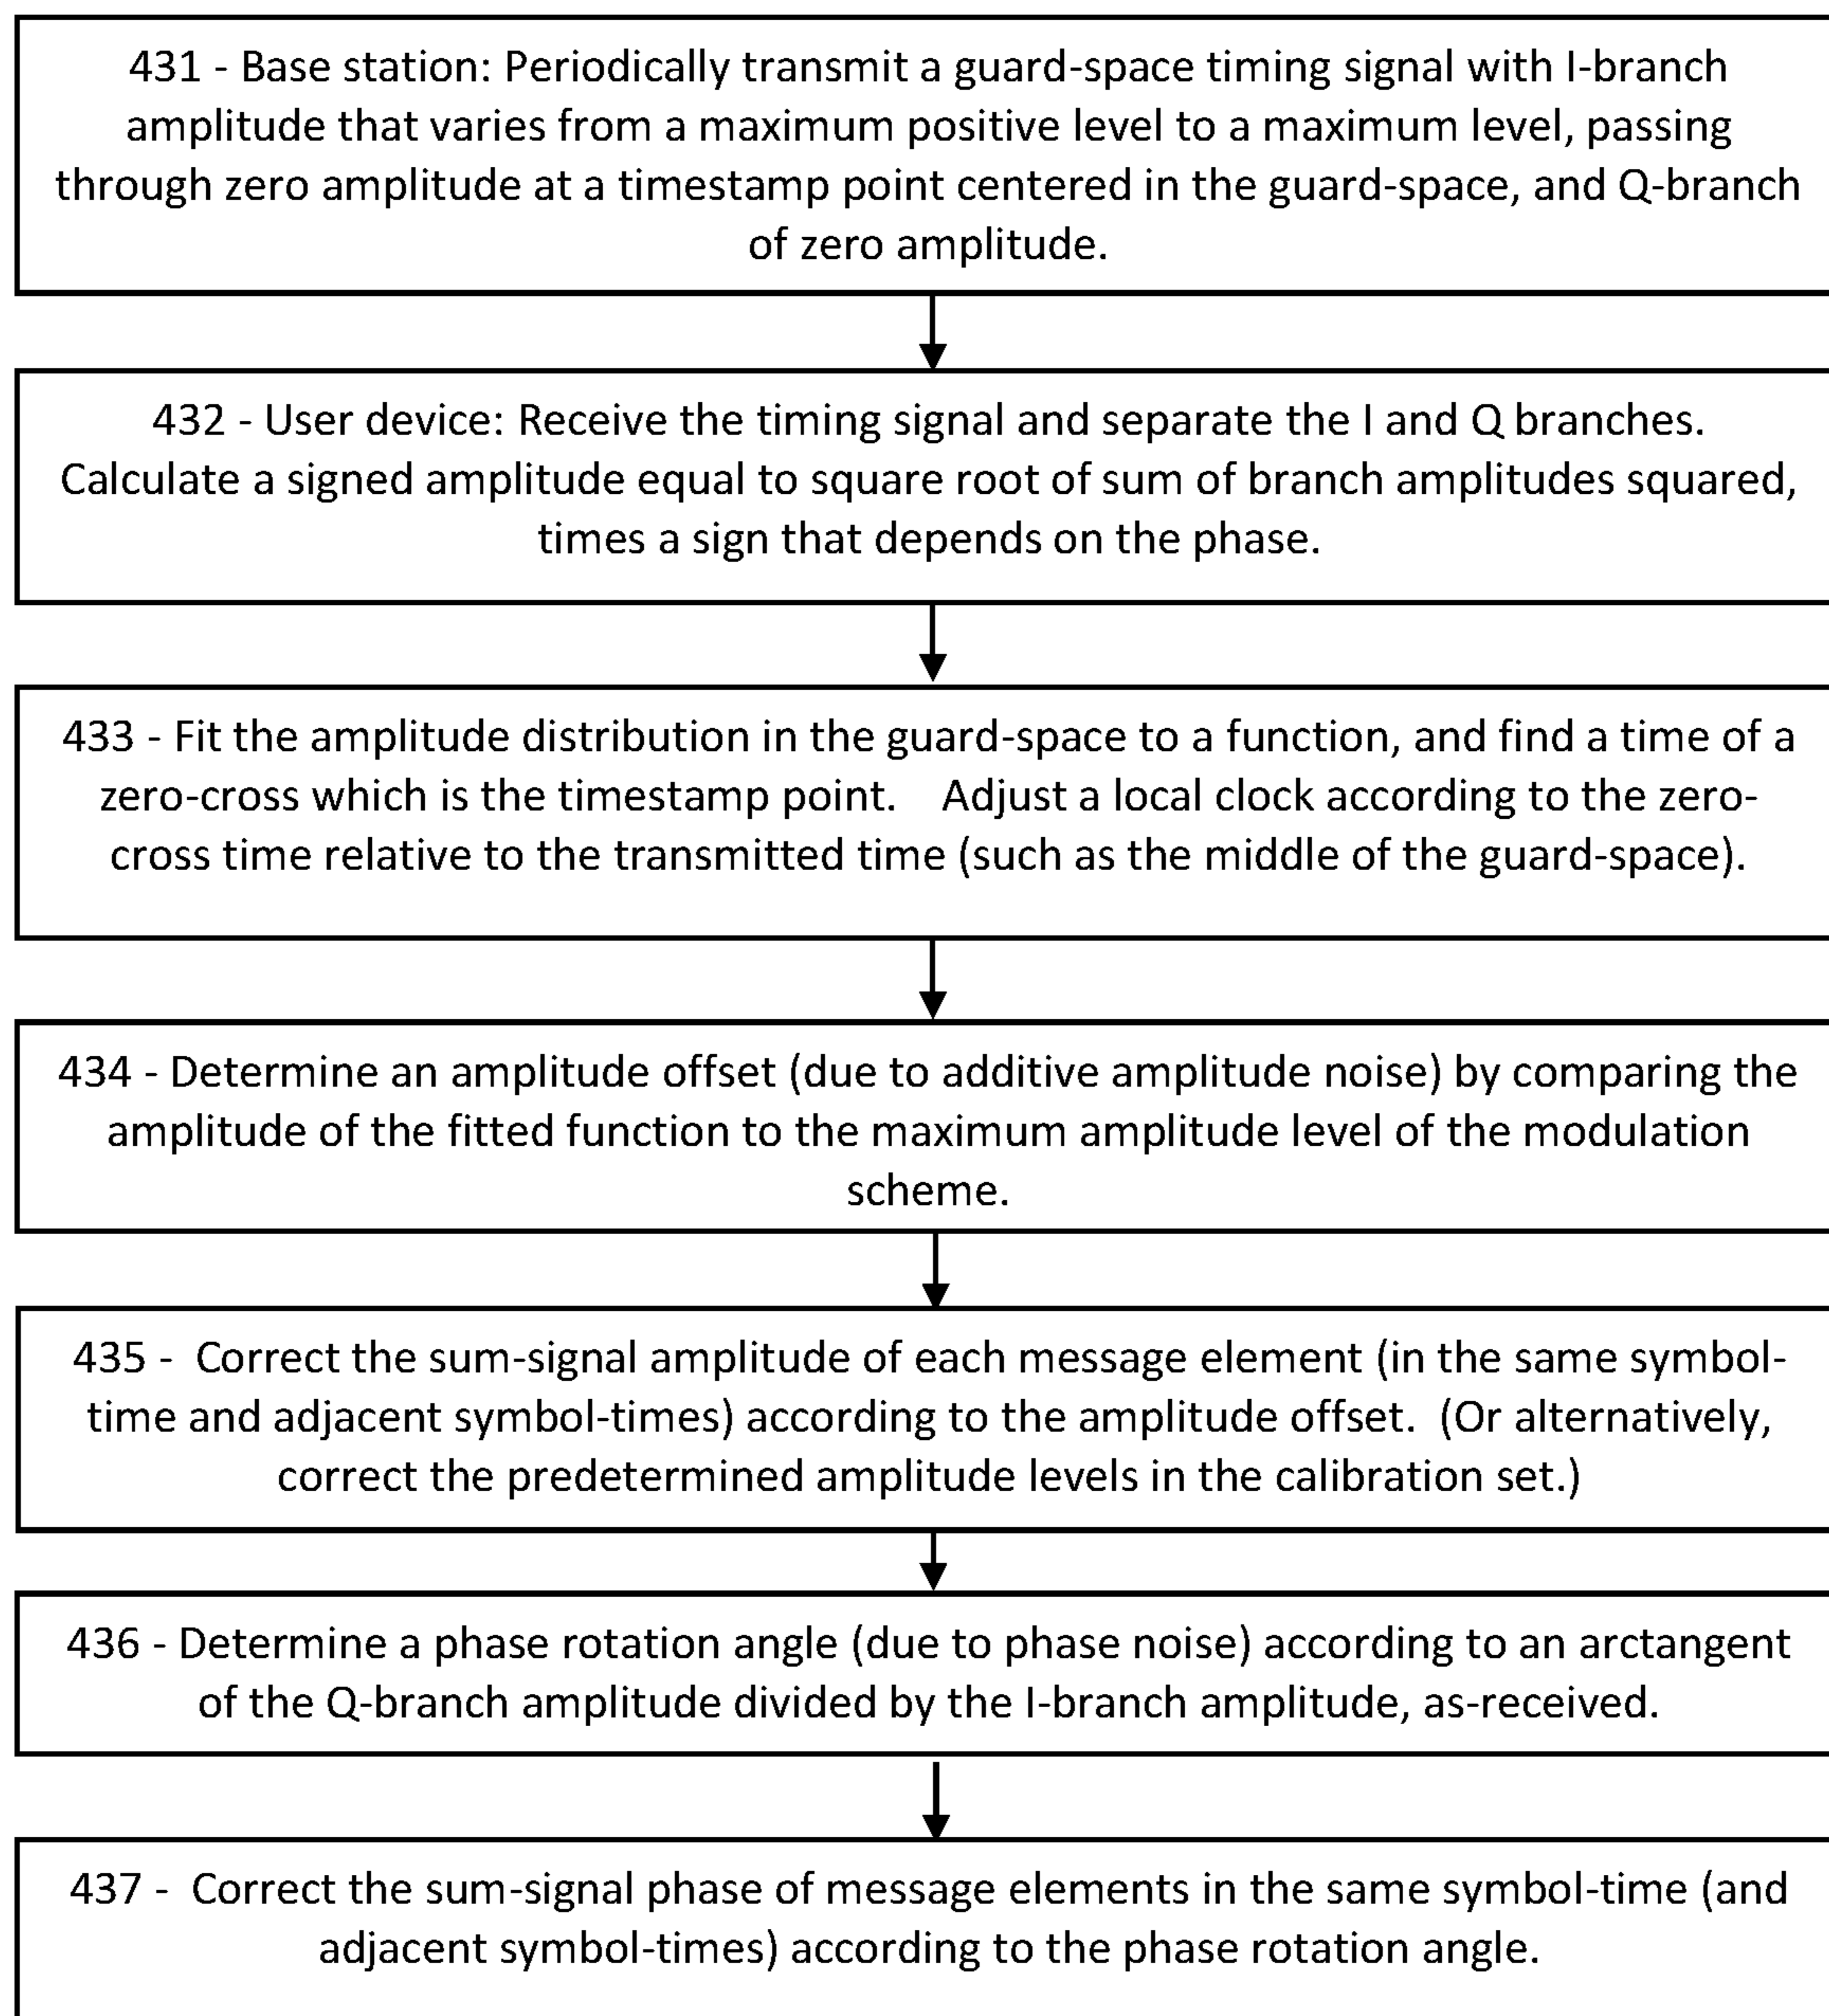 431 - Base station: Periodically transmit a guard-space timing signal with I-branch
amplitude that varies from a maximum positive level to a maximum level, passing
through zero amplitude at a timestamp point centered in the guard-space, and Q-branch
of zero amplitude.
432 - User device: Receive the timing signal and separate the I and Q branches.
Calculate a signed amplitude equal to square root of sum of branch amplitudes squared,
times a sign that depends on the phase.
433 - Fit the amplitude distribution in the guard-space to a function, and find a time of a
zero-cross which is the timestamp point. Adjust a local clock according to the zero-
cross time relative to the transmitted time (such as the middle of the guard-space).
434 - Determine an amplitude offset (due to additive amplitude noise) by comparing the
amplitude of the fitted function to the maximum amplitude level of the modulation
scheme.
435 - Correct the sum-signal amplitude of each message element (in the same symbol-
time and adjacent symbol-times) according to the amplitude offset. (Or alternatively,
correct the predetermined amplitude levels in the calibration set.)
436 - Determine a phase rotation angle (due to phase noise) according to an arctangent
of the Q-branch amplitude divided by the I-branch amplitude, as-received.
437 - Correct the sum-signal phase of message elements in the same symbol-time (and
adjacent symbol-times) according to the phase rotation angle.